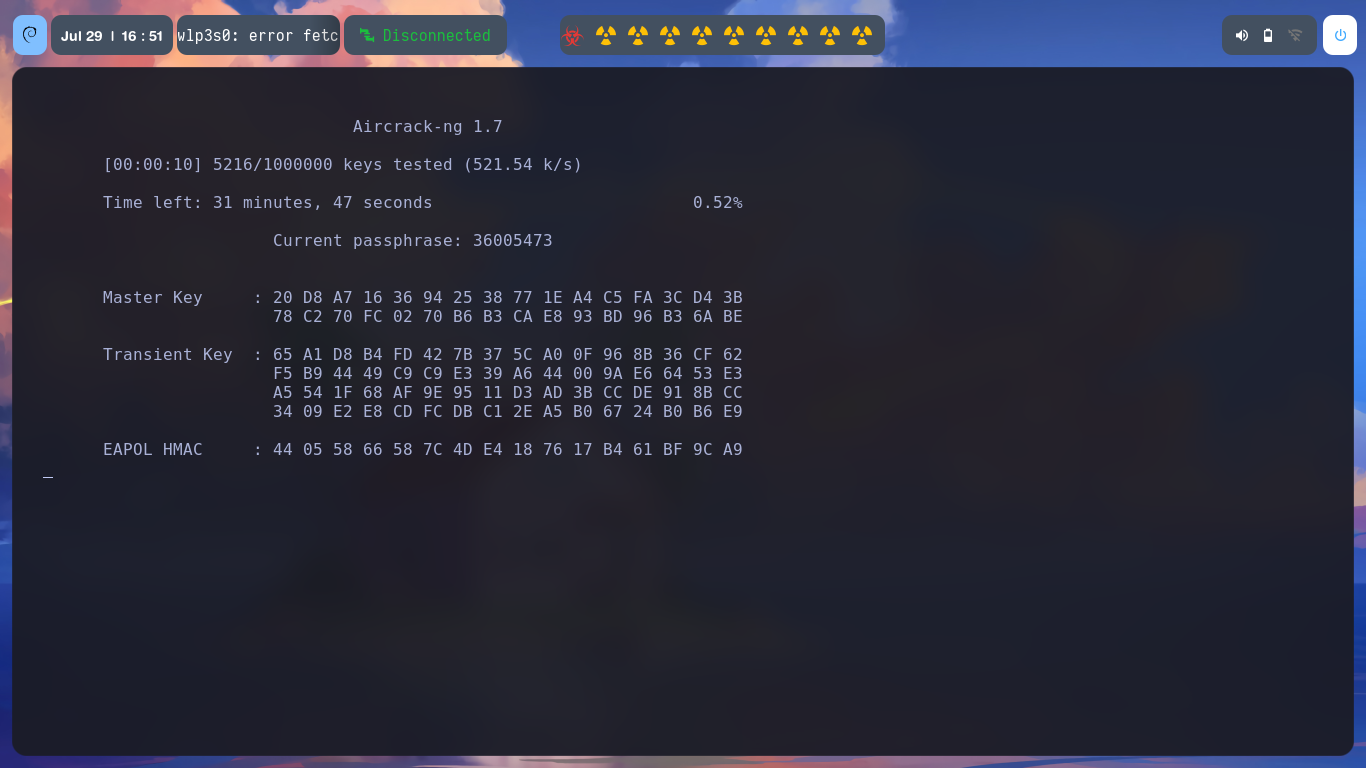 Jul 29 | 16 : 51
wlp3s0: error fetc
Disconnected
Aircrack-ng 1.7
[00:00:10] 5216/1000000 keys tested (521.54 k/s)
Time left: 31 minutes, 47 seconds 0.52%
Current passphrase: 36005473
Master Key : 20 D8 A7 16 36 94 25 38 77 1E A4 C5 FA 3C D4 3B
78 C2 70 FC 02 70 B6 B3 CA E8 93 BD 96 B3 6A BE
Transient Key : 65 A1 D8 B4 FD 42 7B 37 5C A0 0F 96 8B 36 CF 62
F5 B9 44 49 C9 C9 E3 39 A6 44 00 9A E6 64 53 E3
A5 54 1F 68 AF 9E 95 11 D3 AD 3B CC DE 91 8B CC
34 09 E2 E8 CD FC DB C1 2E A5 B0 67 24 B0 B6 E9
EAPOL HMAC : 44 05 58 66 58 7C 4D E4 18 76 17 B4 61 BF 9C A9
_